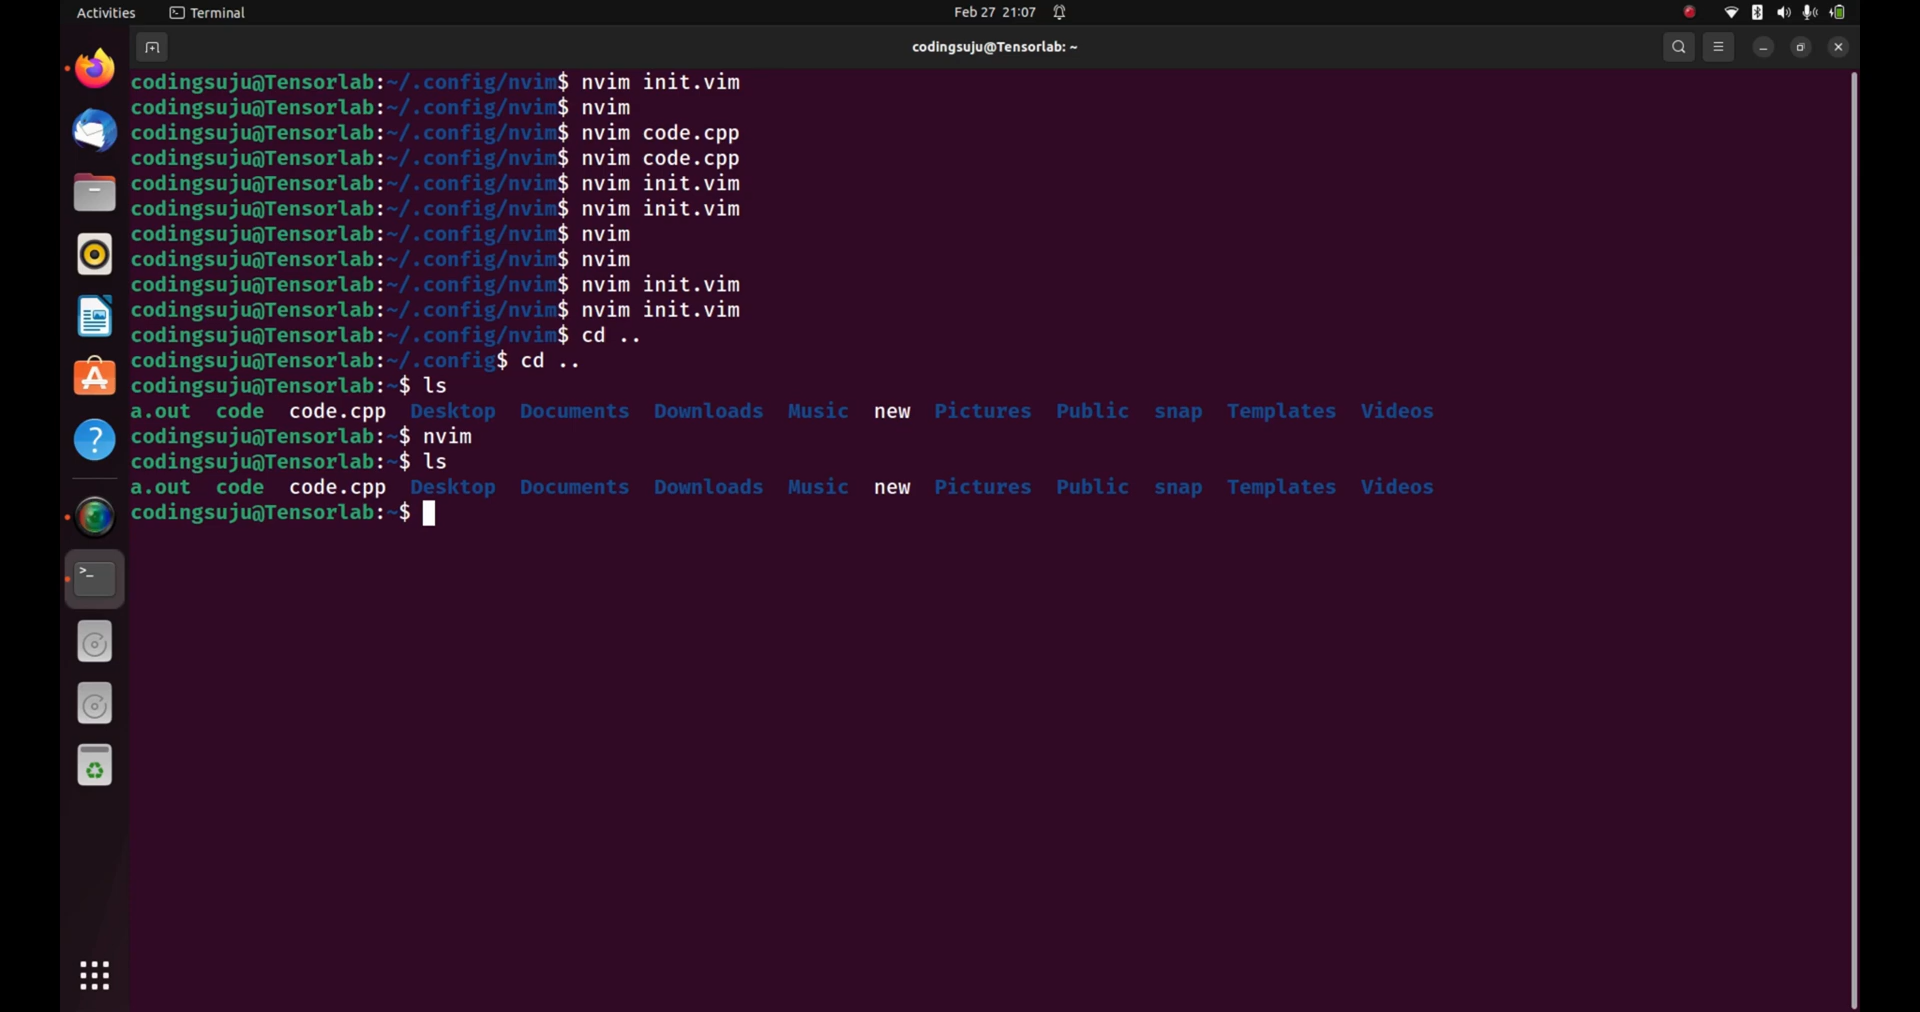 Activities Terminal Feb 27 21:07
codingsuju@Tensorlab: ~
codingsuju@Tensorlab:~/.config/nvim$ nvim init.vim
codingsuju@Tensorlab:~/.config/nvim$ nvim
codingsuju@Tensorlab:~/.config/nvim$ nvim code.cpp
codingsuju@Tensorlab:~/.config/nvim$ nvim code.cpp
codingsuju@Tensorlab:~/.config/nvim$ nvim init.vim
codingsuju@Tensorlab:~/.config/nvim$ nvim init.vim
codingsuju@Tensorlab:~/.config/nvim$ nvim
codingsuju@Tensorlab:~/.config/nvim$ nvim
codingsuju@Tensorlab:~/.config/nvim$ nvim init.vim
codingsuju@Tensorlab:~/.config/nvim$ nvim init.vim
codingsuju@Tensorlab:~/.config/nvim$ cd ..
codingsuju@Tensorlab:~/.config$ cd ..
codingsuju@Tensorlab:~$ ls
a.out code code.cpp Desktop Documents Downloads Music new Pictures Public snap Templates Videos
codingsuju@Tensorlab:~$ nvim
codingsuju@Tensorlab:~$ ls
a.out code code.cpp Desktop Documents Downloads Music new Pictures Public snap Templates Videos
codingsuju@Tensorlab:~$